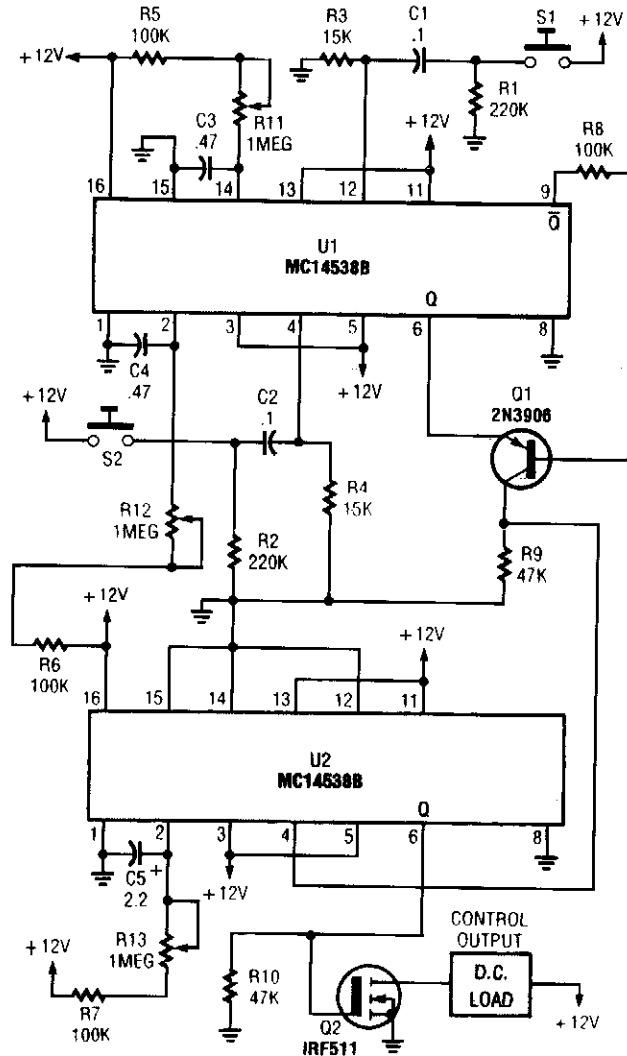 R5
100K
R3
15K
C1
.1
S1
+12V
+12V
R1
220K
C3
.47
R11
1MEG
+12V
R8
100K
16
15
14
13
12
11
9
Q̅
U1
MC14538B
Q
1
2
3
4
5
6
8
C4
.47
+12V
+12V
S2
C2
.1
Q1
2N3906
R12
1MEG
R4
15K
R2
220K
R9
47K
+12V
R6
100K
+12V
16
15
14
13
12
11
U2
MC14538B
Q
1
2
3
4
5
6
8
C5
2.2
+
+12V
R13
1MEG
+12V
R7
100K
R10
47K
Q2
IRF511
CONTROL
OUTPUT
D.C.
LOAD
+12V